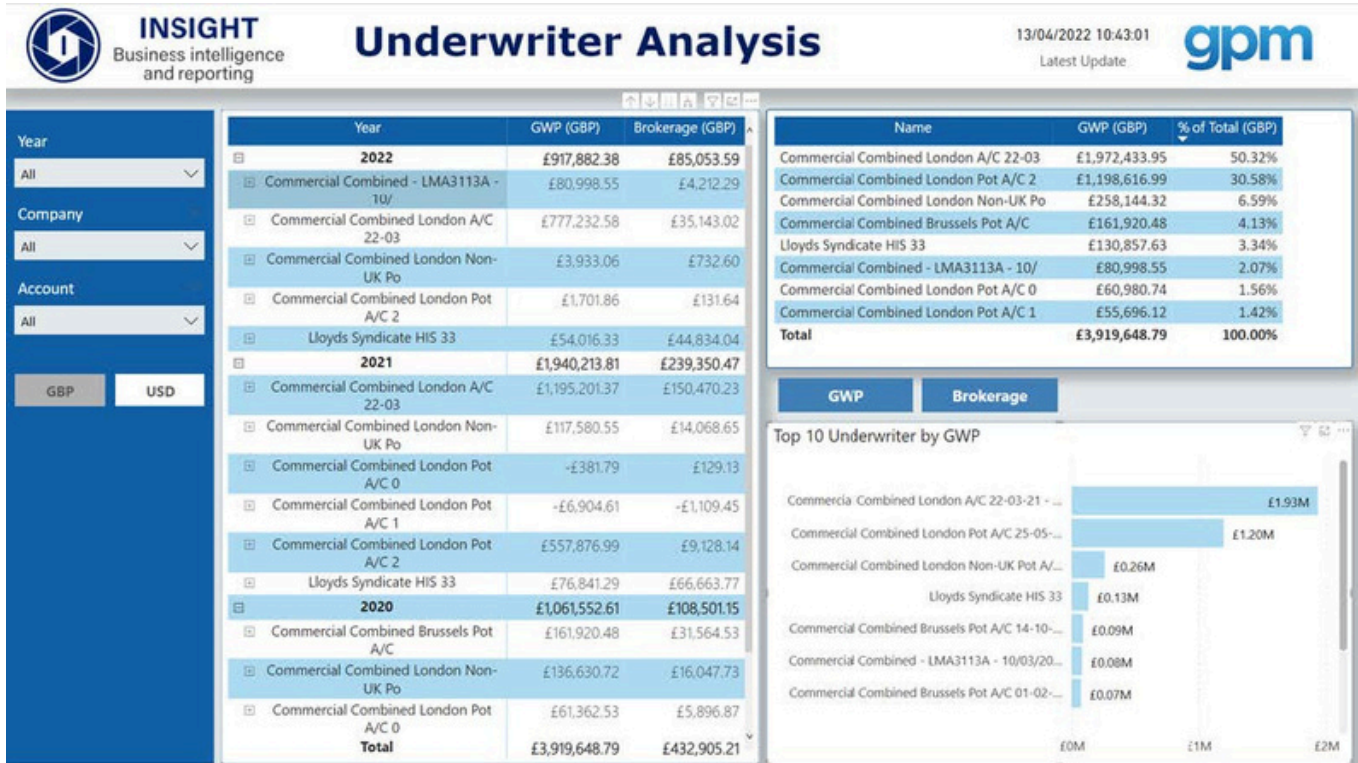 INSIGHT
Business intelligence
and reporting
Underwriter Analysis
13/04/2022 10:43:01
Latest Update
gpm
Year
All
Company
All
Account
All
GBP USD
Year GWP (GBP) Brokerage (GBP)
2022 £917,882.38 £85,053.59
Commercial Combined - LMA3113A - £80,998.55 £4,212.29
10/
Commercial Combined London A/C £777,232.58 £35,143.02
22-03
Commercial Combined London Non- £3,933.06 £732.60
UK Po
Commercial Combined London Pot £1,701.86 £131.64
A/C 2
Lloyds Syndicate HIS 33 £54,016.33 £44,834.04
2021 £1,940,213.81 £239,350.47
Commercial Combined London A/C £1,195,201.37 £150,470.23
22-03
Commercial Combined London Non- £117,580.55 £14,068.65
UK Po
Commercial Combined London Pot -£381.79 £129.13
A/C 0
Commercial Combined London Pot -£6,904.61 -£1,109.45
A/C 1
Commercial Combined London Pot £557,876.99 £9,128.14
A/C 2
Lloyds Syndicate HIS 33 £76,841.29 £66,663.77
2020 £1,061,552.61 £108,501.15
Commercial Combined Brussels Pot £161,920.48 £31,564.53
A/C
Commercial Combined London Non- £136,630.72 £16,047.73
UK Po
Commercial Combined London Pot £61,362.53 £5,896.87
A/C 0
Total £3,919,648.79 £432,905.21
Name GWP (GBP) % of Total (GBP)
Commercial Combined London A/C 22-03 £1,972,433.95 50.32%
Commercial Combined London Pot A/C 2 £1,198,616.99 30.58%
Commercial Combined London Non-UK Po £258,144.32 6.59%
Commercial Combined Brussels Pot A/C £161,920.48 4.13%
Lloyds Syndicate HIS 33 £130,857.63 3.34%
Commercial Combined - LMA3113A - 10/ £80,998.55 2.07%
Commercial Combined London Pot A/C 0 £60,980.74 1.56%
Commercial Combined London Pot A/C 1 £55,696.12 1.42%
Total £3,919,648.79 100.00%
GWP Brokerage
Top 10 Underwriter by GWP
Commercia Combined London A/C 22-03-21 - ... £1.93M
Commercial Combined London Pot A/C 25-05-... £1.20M
Commercial Combined London Non-UK Pot A/... £0.26M
Lloyds Syndicate HIS 33 £0.13M
Commercial Combined Brussels Pot A/C 14-10-... £0.09M
Commercial Combined - LMA3113A - 10/03/20... £0.08M
Commercial Combined Brussels Pot A/C 01-02-... £0.07M
£0M £1M £2M